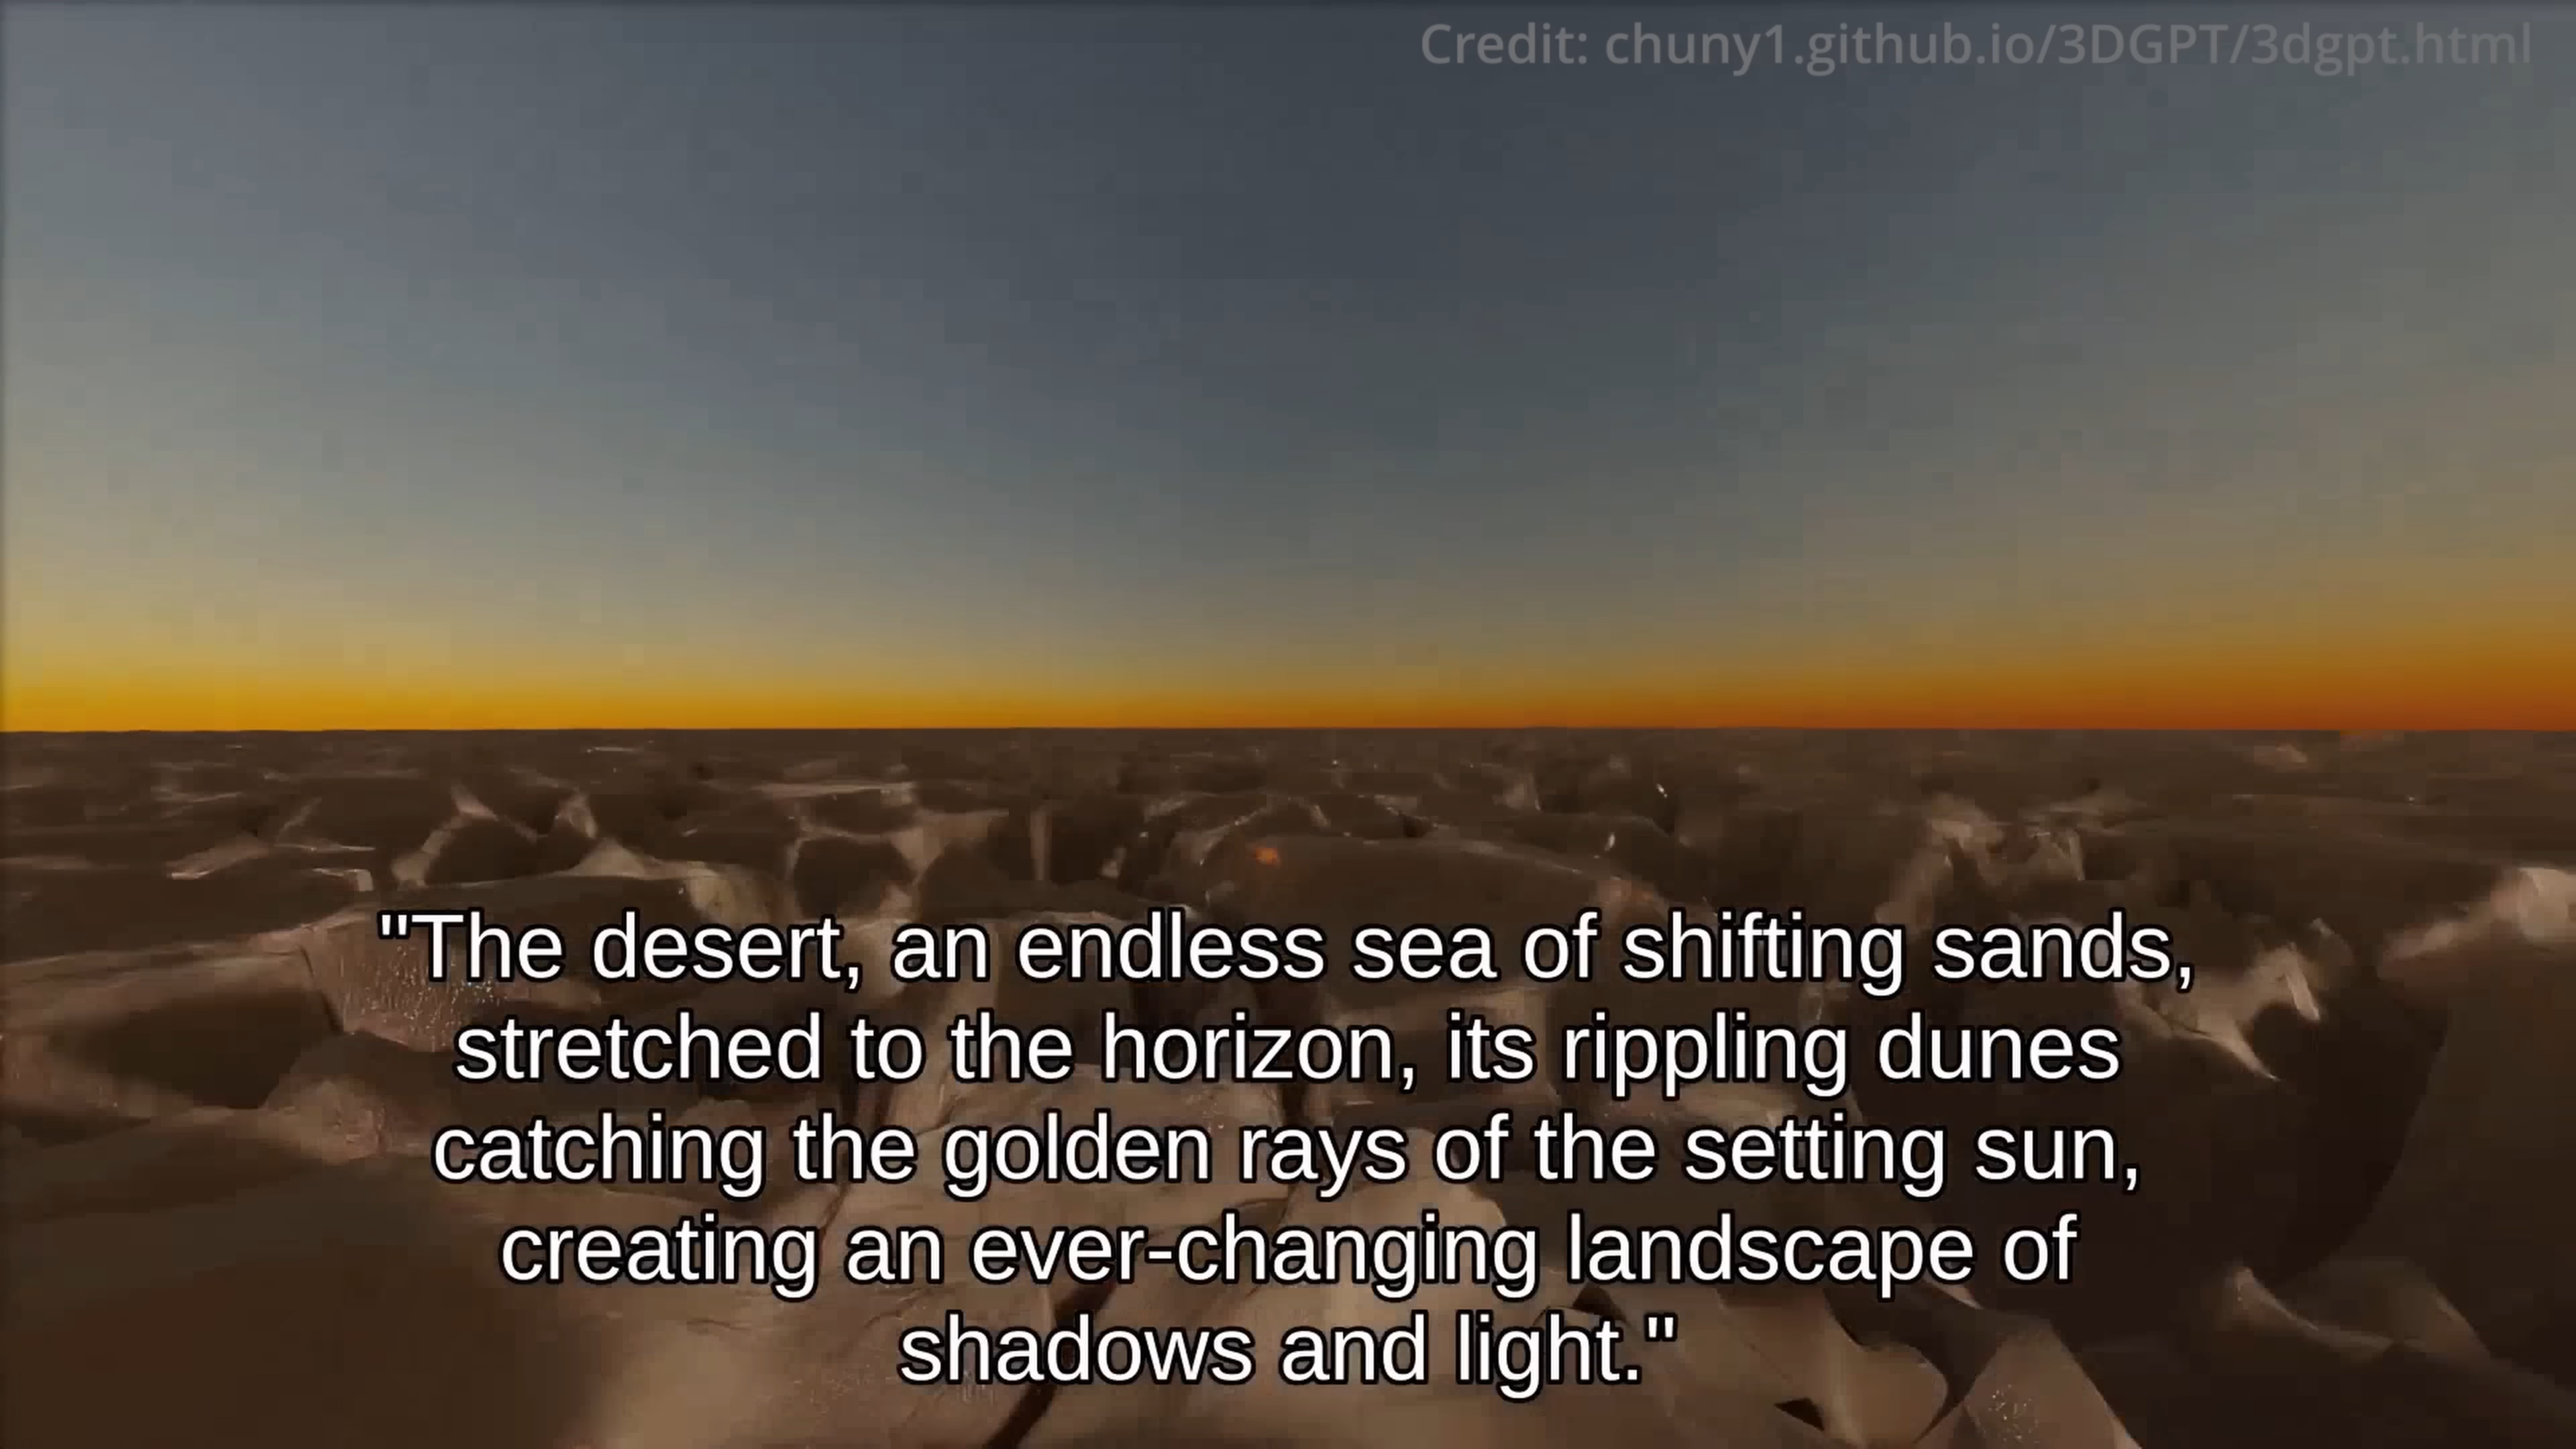 Credit: chuny1.github.io/3DGPT/3dgpt.html
"The desert, an endless sea of shifting sands,
stretched to the horizon, its rippling dunes
catching the golden rays of the setting sun,
creating an ever-changing landscape of
shadows and light."